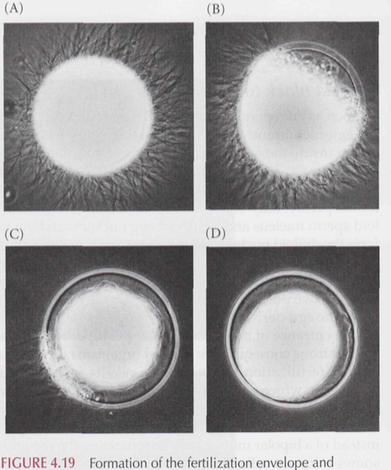 (A)
(B)
(C)
(D)
FIGURE 4.19 Formation of the fertilization envelope and